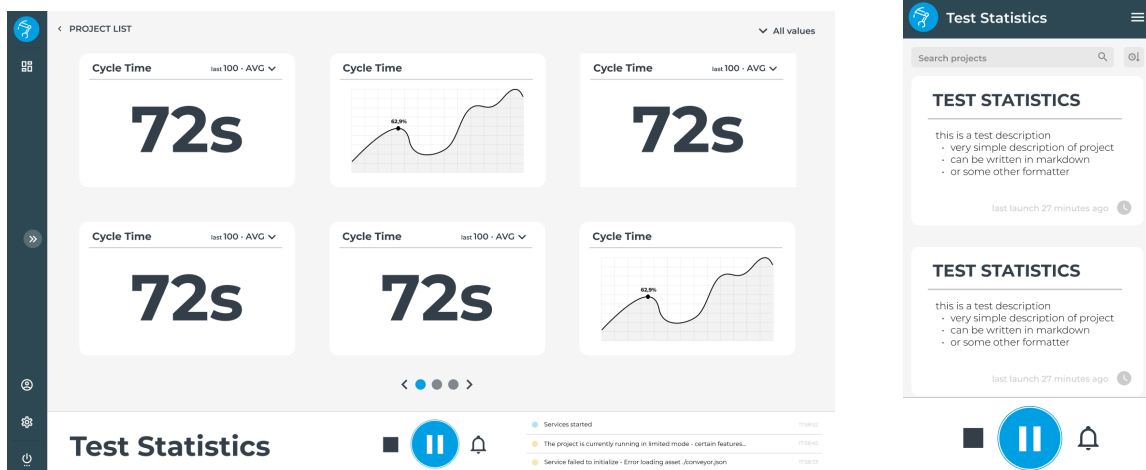 PROJECT LIST
All values
Cycle Time last 100 - AVG
72s
Cycle Time
62,9%
Cycle Time last 100 - AVG
72s
Cycle Time last 100 - AVG
72s
Cycle Time last 100 - AVG
72s
Cycle Time
62,9%
Test Statistics
Services started
The project is currently running in limited mode - certain features...
Service failed to initialize - Error loading asset ./conveyor.json
Test Statistics
Search projects
TEST STATISTICS
this is a test description
· very simple description of project
· can be written in markdown
· or some other formatter
last launch 27 minutes ago
TEST STATISTICS
this is a test description
· very simple description of project
· can be written in markdown
· or some other formatter
last launch 27 minutes ago